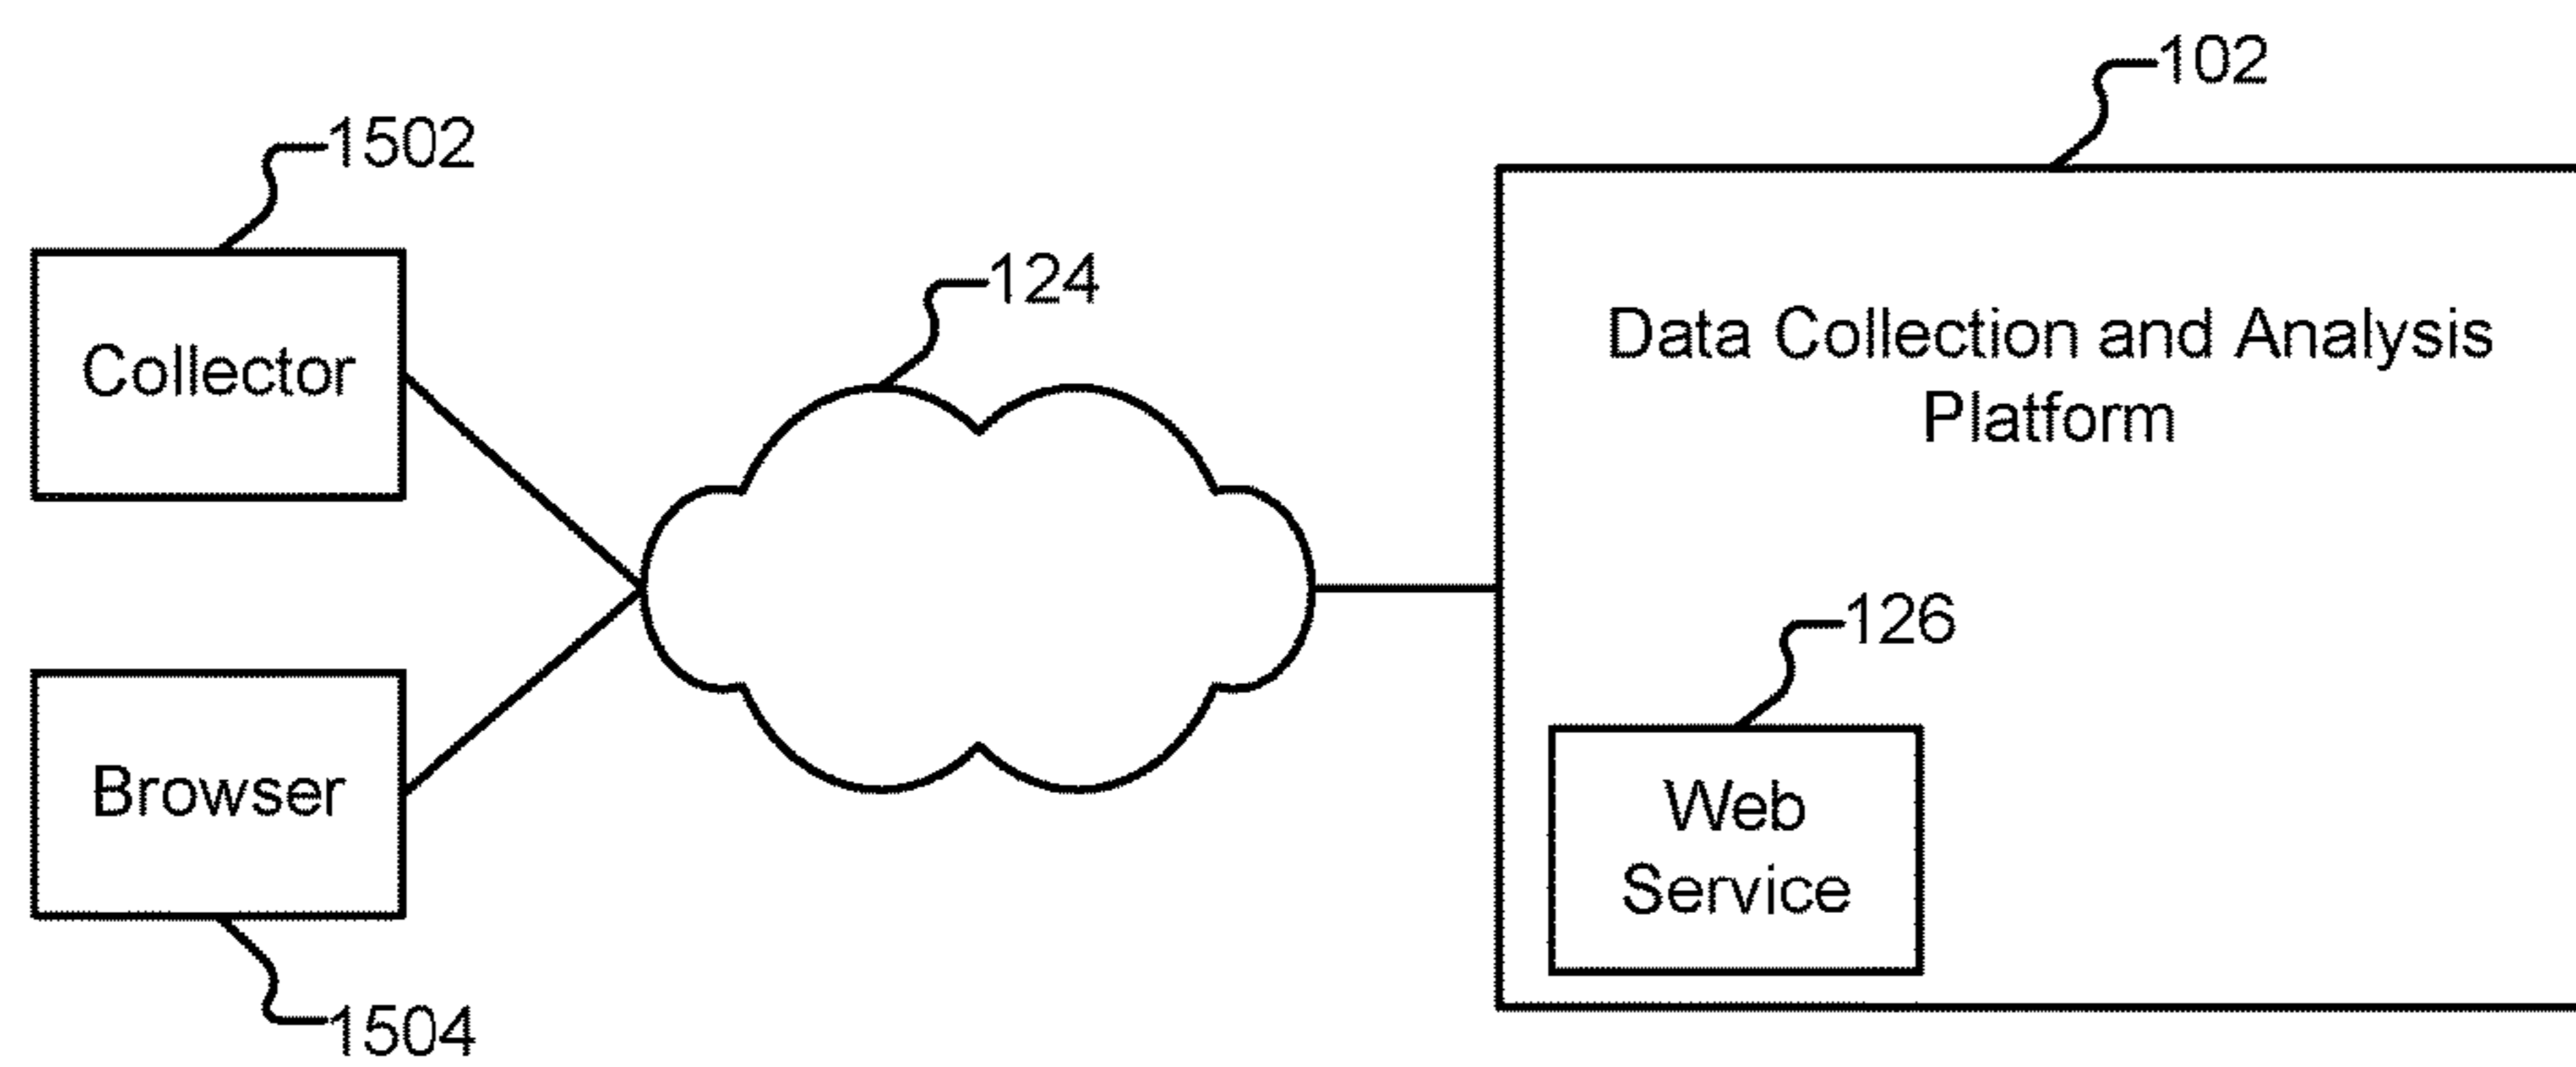 102
1502
124
Collector
Data Collection and Analysis
Platform
126
Browser
Web
Service
1504